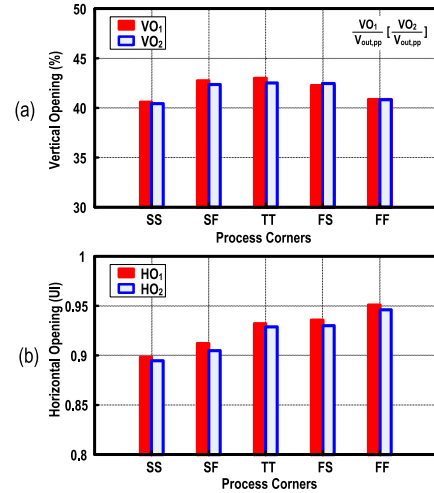 (a)
Vertical Opening (%)
50
45
40
35
30
VO₁
VO₂
VO₁/Vout,pp [VO₂/Vout,pp]
SS SF TT FS FF
Process Corners
(b)
Horizontal Opening (UI)
1
0.95
0.9
0.85
0.8
HO₁
HO₂
SS SF TT FS FF
Process Corners